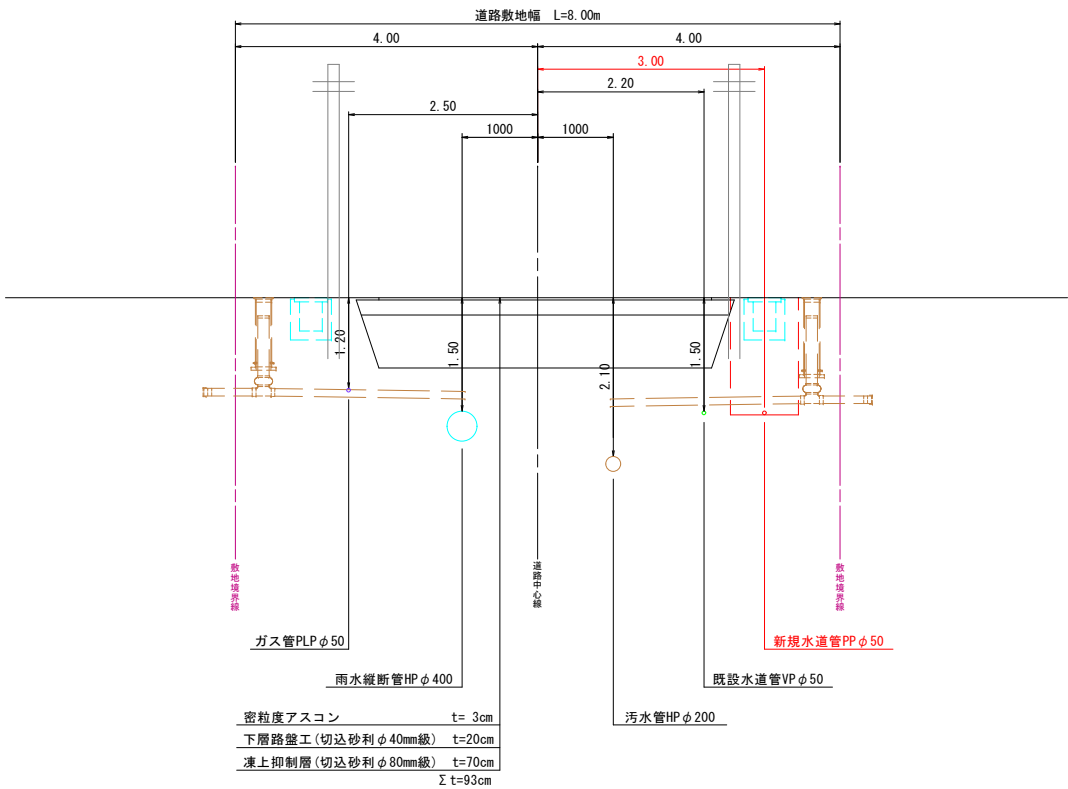 道路敷地幅 L=8.00m
4.00
4.00
3.00
2.20
2.50
1000
1000
1.20
1.50
2.10
1.50
敷地境界線
道路中心線
敷地境界線
ガス管PLPφ50
新規水道管PPφ50
雨水縦断管HPφ400
既設水道管VPφ50
密粒度アスコン t= 3cm
汚水管HPφ200
下層路盤工(切込砂利φ40mm級) t=20cm
凍上抑制層(切込砂利φ80mm級) t=70cm
Σt=93cm